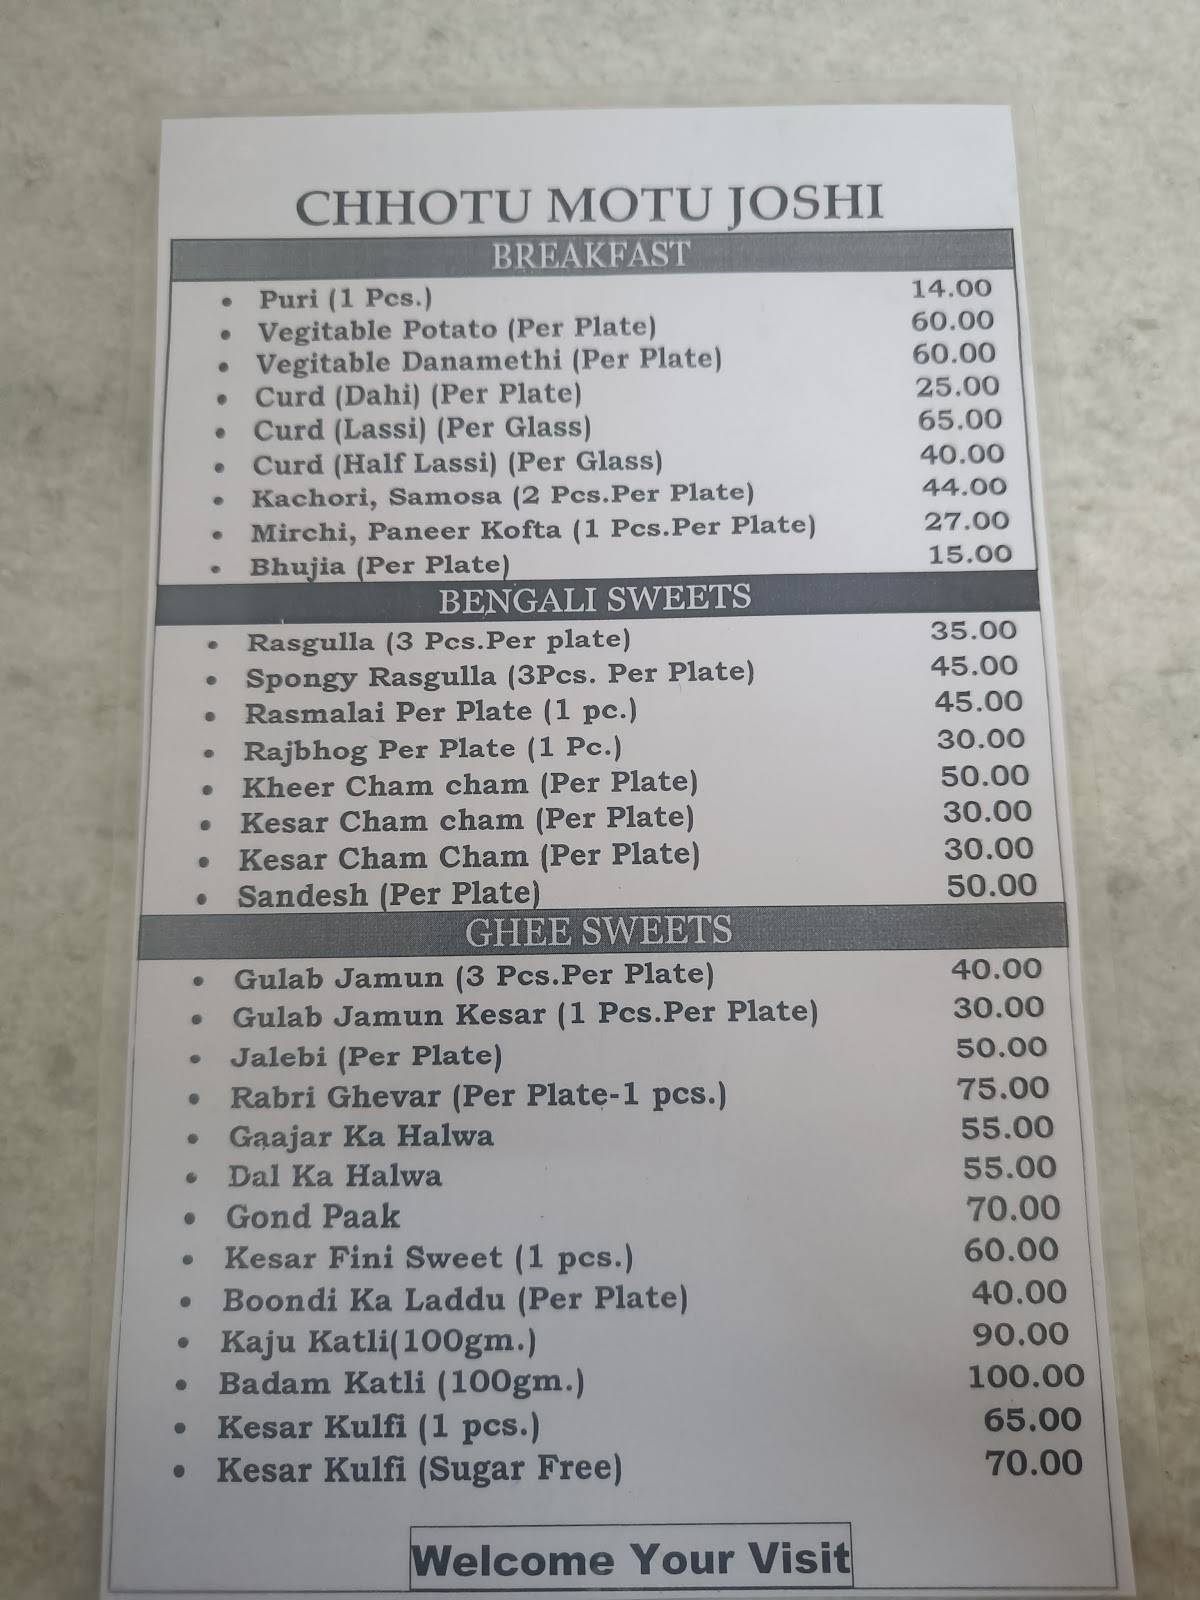 CHHOTU MOTU JOSHI
BREAKFAST
• Puri (1 Pcs.) 14.00
• Vegitable Potato (Per Plate) 60.00
• Vegitable Danamethi (Per Plate) 60.00
• Curd (Dahi) (Per Plate) 25.00
• Curd (Lassi) (Per Glass) 65.00
• Curd (Half Lassi) (Per Glass) 40.00
• Kachori, Samosa (2 Pcs.Per Plate) 44.00
• Mirchi, Paneer Kofta (1 Pcs.Per Plate) 27.00
• Bhujia (Per Plate) 15.00
BENGALI SWEETS
• Rasgulla (3 Pcs.Per plate) 35.00
• Spongy Rasgulla (3Pcs. Per Plate) 45.00
• Rasmalai Per Plate (1 pc.) 45.00
• Rajbhog Per Plate (1 Pc.) 30.00
• Kheer Cham cham (Per Plate) 50.00
• Kesar Cham cham (Per Plate) 30.00
• Kesar Cham Cham (Per Plate) 30.00
• Sandesh (Per Plate) 50.00
GHEE SWEETS
• Gulab Jamun (3 Pcs.Per Plate) 40.00
• Gulab Jamun Kesar (1 Pcs.Per Plate) 30.00
• Jalebi (Per Plate) 50.00
• Rabri Ghevar (Per Plate-1 pcs.) 75.00
• Gaajar Ka Halwa 55.00
• Dal Ka Halwa 55.00
• Gond Paak 70.00
• Kesar Fini Sweet (1 pcs.) 60.00
• Boondi Ka Laddu (Per Plate) 40.00
• Kaju Katli(100gm.) 90.00
• Badam Katli (100gm.) 100.00
• Kesar Kulfi (1 pcs.) 65.00
• Kesar Kulfi (Sugar Free) 70.00
Welcome Your Visit